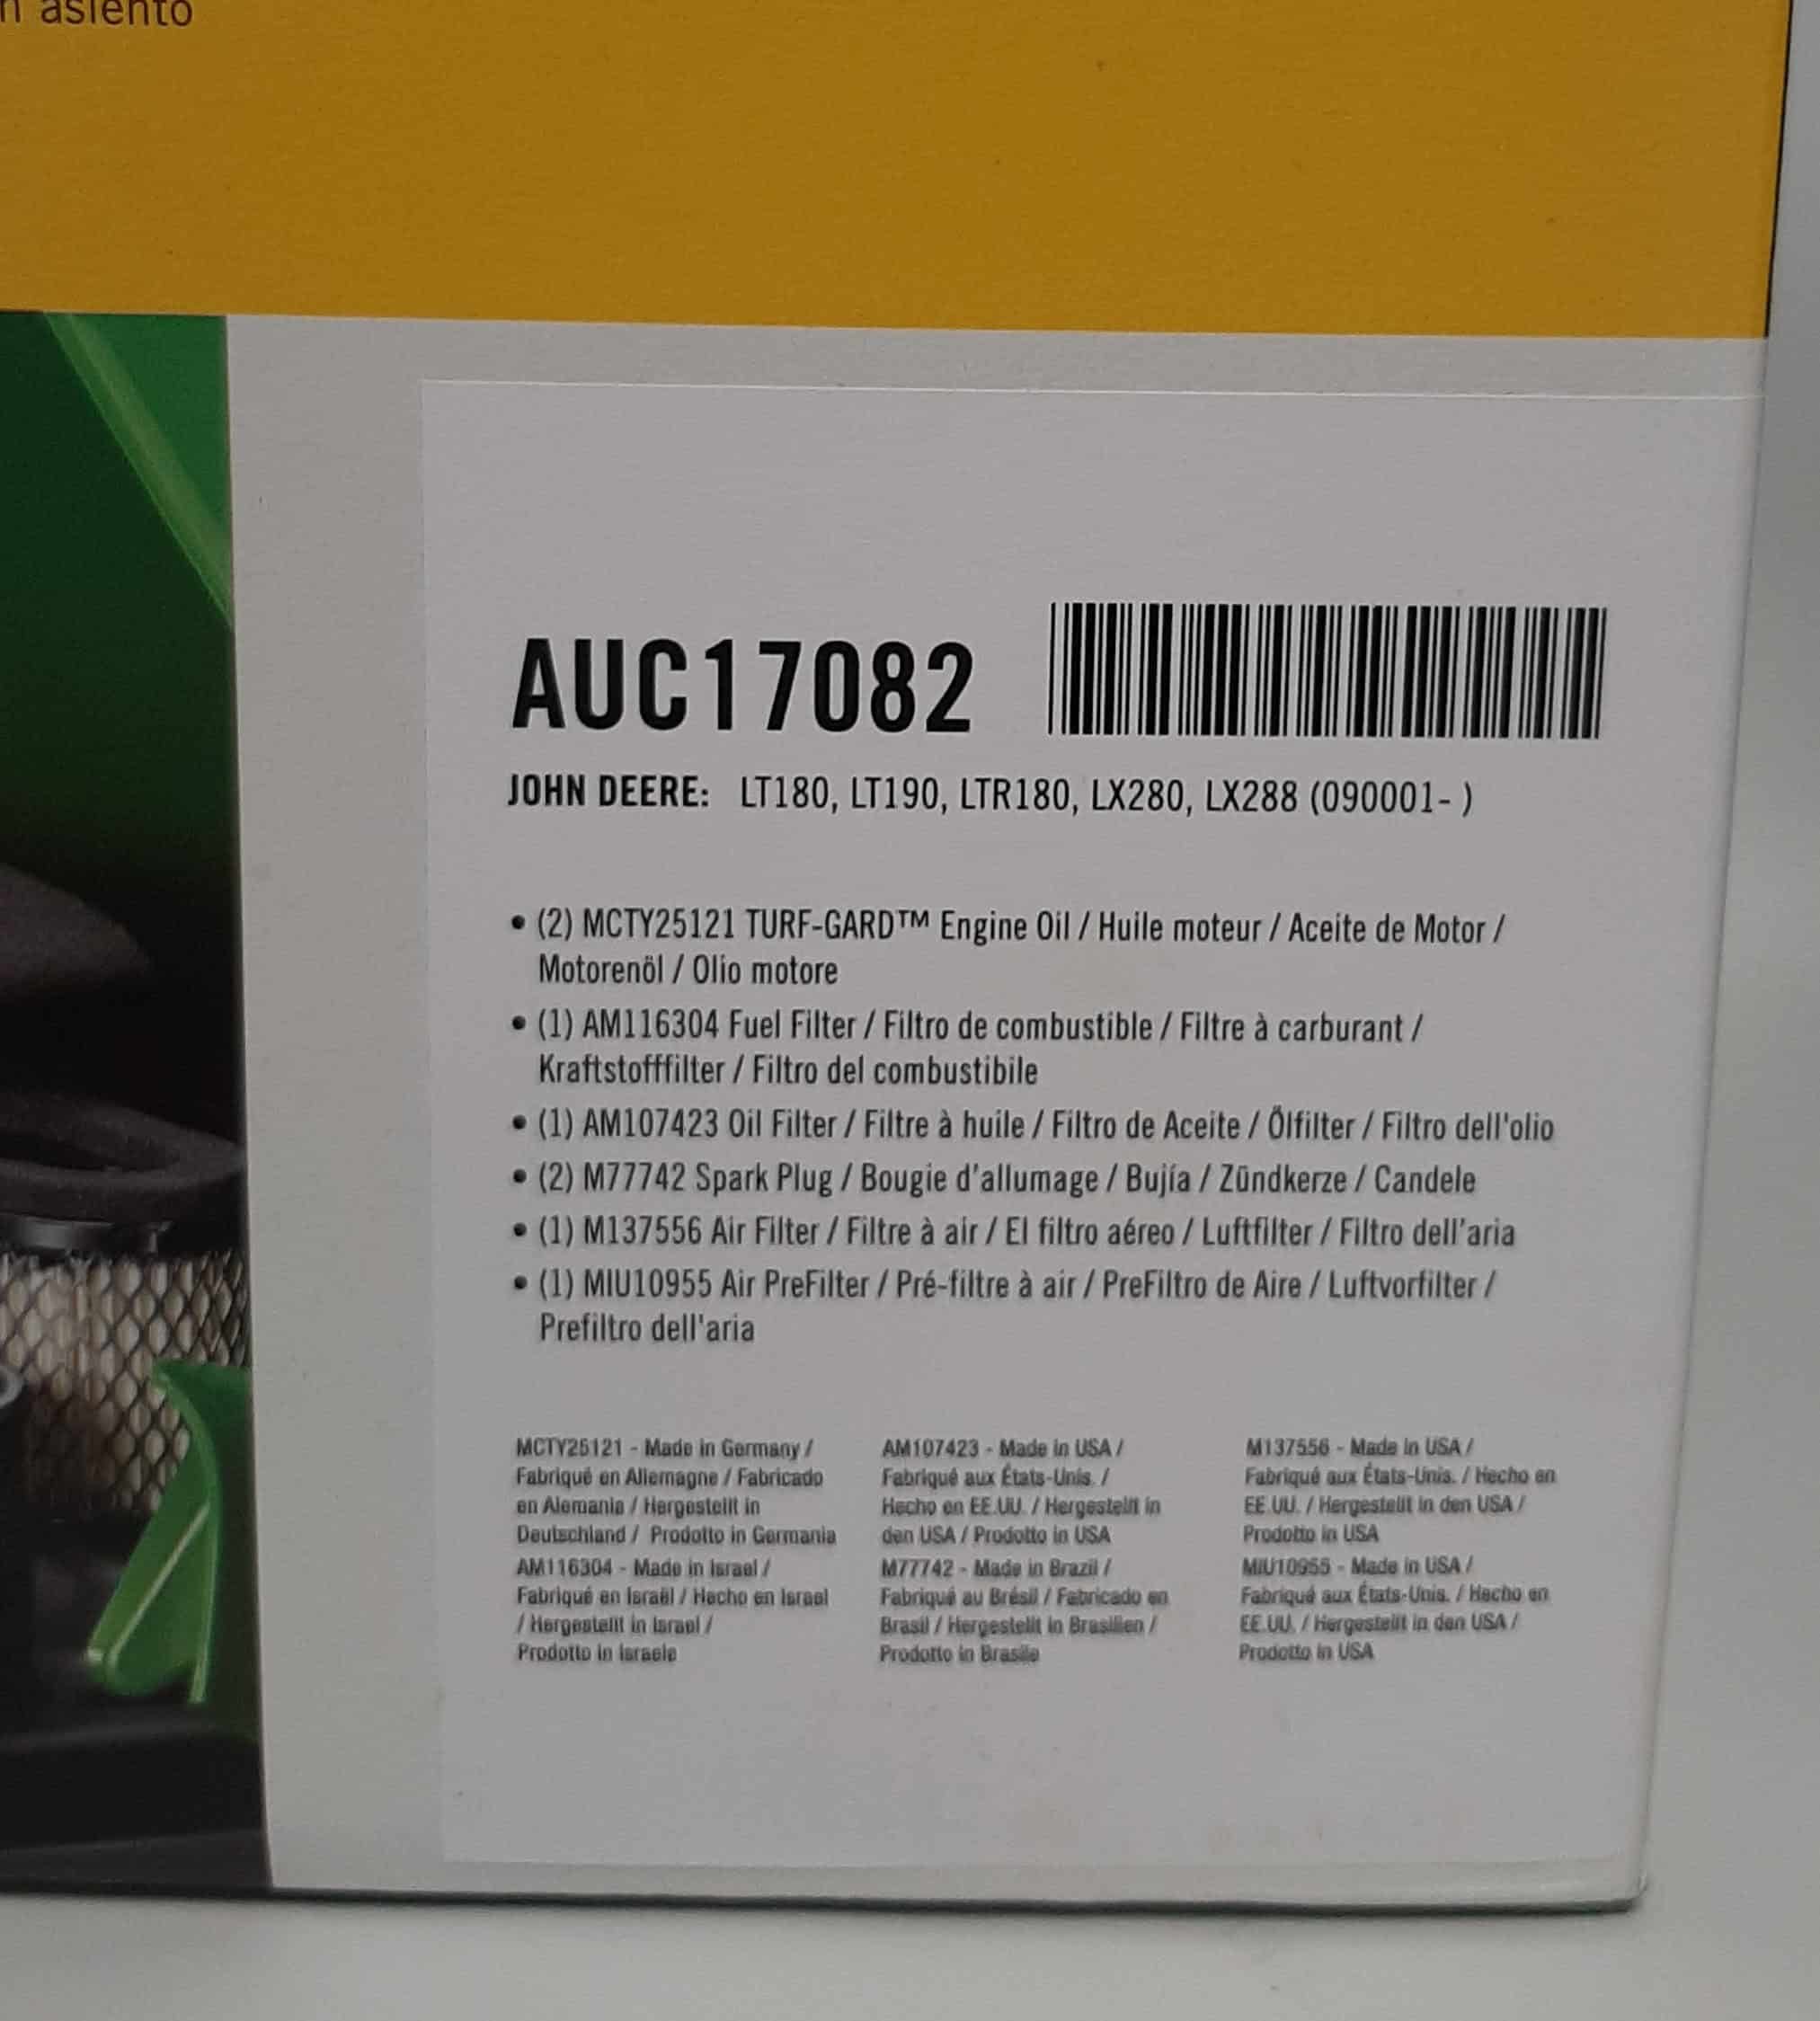 asiento
AUC17082
JOHN DEERE: LT180, LT190, LTR180, LX280, LX288 (090001- )
• (2) MCTY25121 TURF-GARD™ Engine Oil / Huile moteur / Aceite de Motor /
Motorenöl / Olio motore
• (1) AM116304 Fuel Filter / Filtro de combustible / Filtre à carburant /
Kraftstofffilter / Filtro del combustibile
• (1) AM107423 Oil Filter / Filtre à huile / Filtro de Aceite / Ölfilter / Filtro dell'olio
• (2) M77742 Spark Plug / Bougie d'allumage / Bujía / Zündkerze / Candele
• (1) M137556 Air Filter / Filtre à air / El filtro aéreo / Luftfilter / Filtro dell'aria
• (1) MIU10955 Air PreFilter / Pré-filtre à air / PreFiltro de Aire / Luftvorfilter /
Prefiltro dell'aria
MCTY25121 - Made in Germany /
Fabriqué en Allemagne / Fabricado
en Alemania / Hergestellt in
Deutschland / Prodotto in Germania
AM116304 - Made in Israel /
Fabriqué en Israël / Hecho en Israel
/ Hergestellt in Israel /
Prodotto in Israele
AM107423 - Made in USA /
Fabriqué aux États-Unis. /
Hecho en EE.UU. / Hergestellt in
den USA / Prodotto in USA
M77742 - Made in Brazil /
Fabriqué au Brésil / Fabricado en
Brasil / Hergestellt in Brasilien /
Prodotto in Brasile
M137556 - Made in USA /
Fabriqué aux États-Unis. / Hecho en
EE.UU. / Hergestellt in den USA /
Prodotto in USA
MIU10955 - Made in USA /
Fabriqué aux États-Unis. / Hecho en
EE.UU. / Hergestellt in den USA /
Prodotto in USA